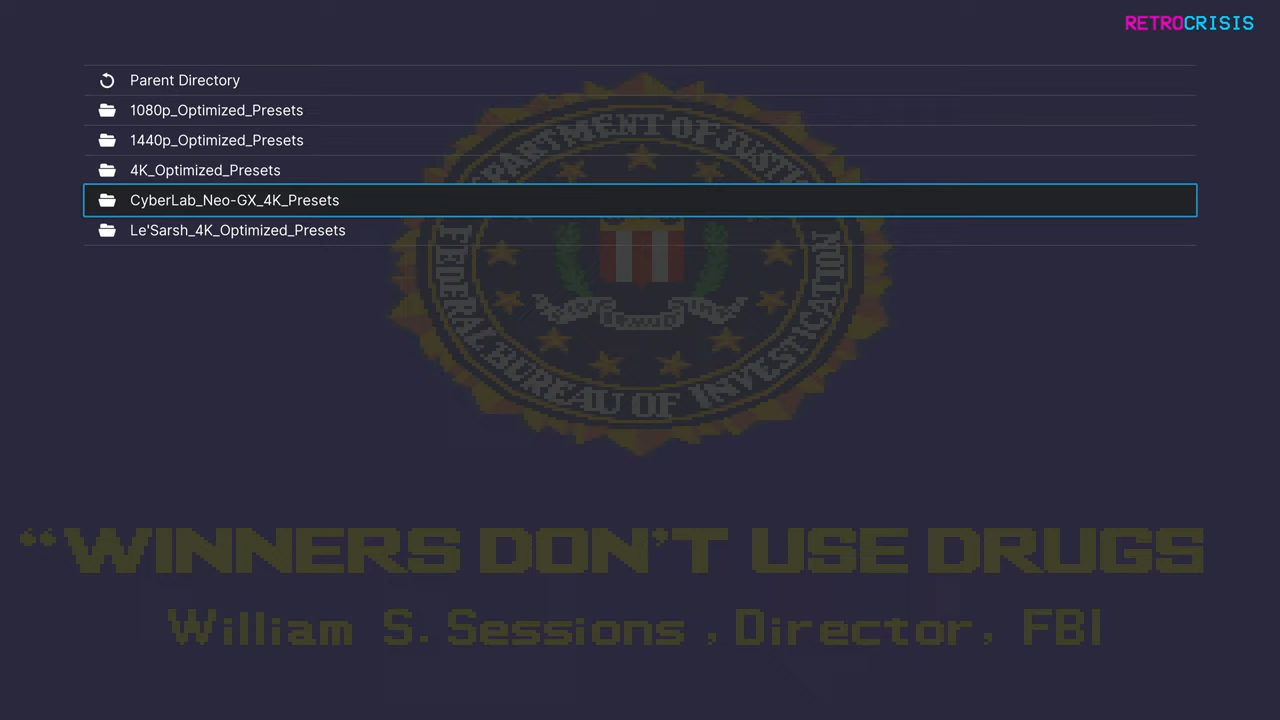 RETROCRISIS
Parent Directory
1080p_Optimized_Presets
1440p_Optimized_Presets
4K_Optimized_Presets
CyberLab_Neo-GX_4K_Presets
Le'Sarsh_4K_Optimized_Presets
DEPARTMENT OF JUSTICE
FEDERAL BUREAU OF INVESTIGATION
“WINNERS DON'T USE DRUGS
William S. Sessions , Director, FBI